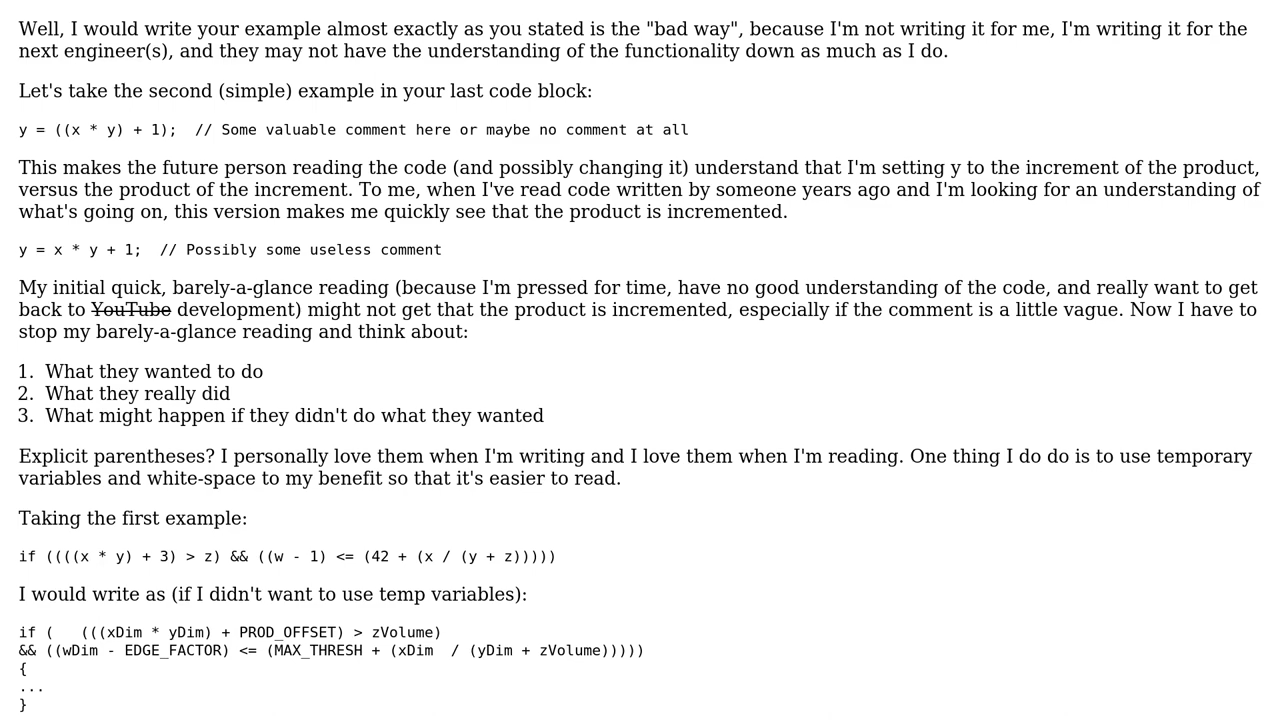 Well, I would write your example almost exactly as you stated is the "bad way", because I'm not writing it for me, I'm writing it for the
next engineer(s), and they may not have the understanding of the functionality down as much as I do.
Let's take the second (simple) example in your last code block:
y = ((x * y) + 1);  // Some valuable comment here or maybe no comment at all
This makes the future person reading the code (and possibly changing it) understand that I'm setting y to the increment of the product,
versus the product of the increment. To me, when I've read code written by someone years ago and I'm looking for an understanding of
what's going on, this version makes me quickly see that the product is incremented.
y = x * y + 1;  // Possibly some useless comment
My initial quick, barely-a-glance reading (because I'm pressed for time, have no good understanding of the code, and really want to get
back to YouTube development) might not get that the product is incremented, especially if the comment is a little vague. Now I have to
stop my barely-a-glance reading and think about:
1. What they wanted to do
2. What they really did
3. What might happen if they didn't do what they wanted
Explicit parentheses? I personally love them when I'm writing and I love them when I'm reading. One thing I do do is to use temporary
variables and white-space to my benefit so that it's easier to read.
Taking the first example:
if ((((x * y) + 3) > z) && ((w - 1) <= (42 + (x / (y + z)))))
I would write as (if I didn't want to use temp variables):
if (   (((xDim * yDim) + PROD_OFFSET) > zVolume)
&& ((wDim - EDGE_FACTOR) <= (MAX_THRESH + (xDim  / (yDim + zVolume)))))
{
...
}